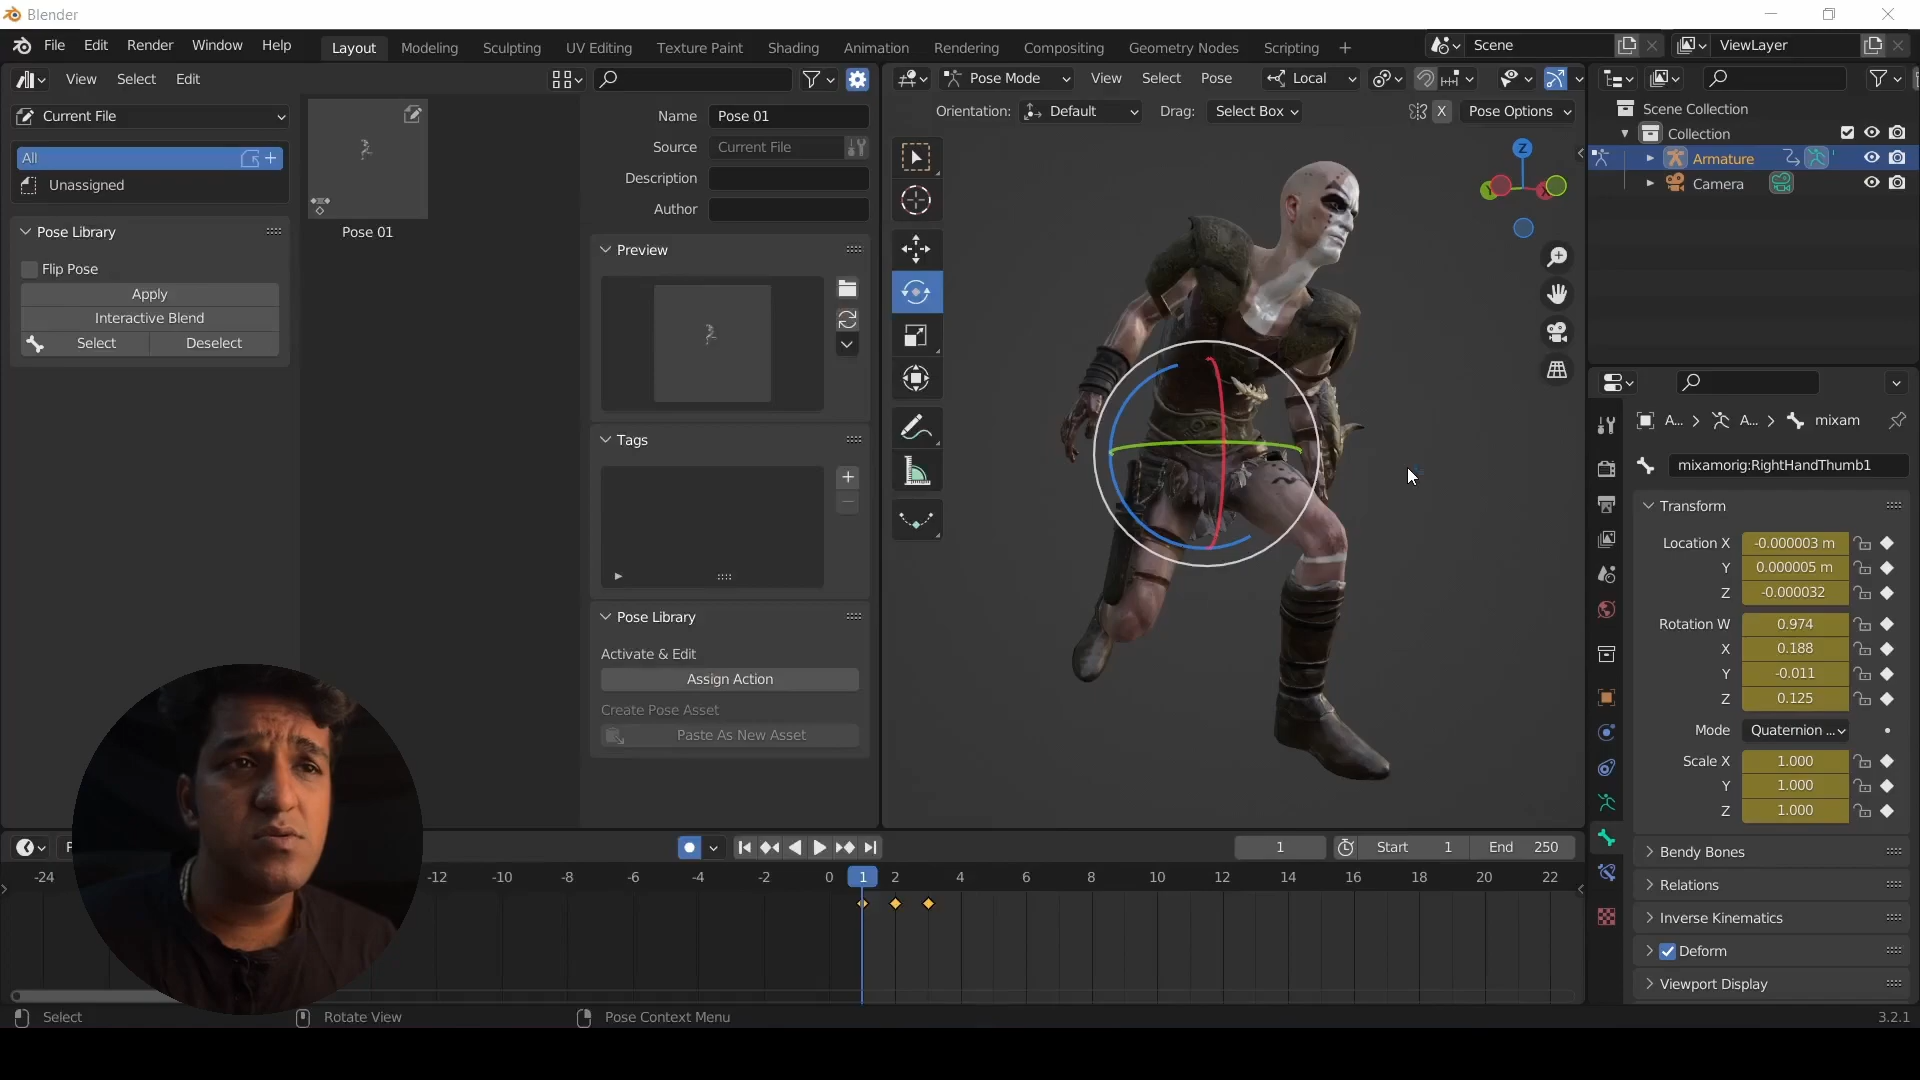 Blender
File Edit Render Window Help Layout Modeling Sculpting UV Editing Texture Paint Shading Animation Rendering Compositing Geometry Nodes Scripting + Scene ViewLayer
View Select Edit
Pose Mode View Select Pose Local
Orientation: Default Drag: Select Box X Pose Options
Current File
All
Unassigned
Pose Library
Flip Pose
Apply
Interactive Blend
Select Deselect
Pose 01
Name Pose 01
Source Current File
Description
Author
Preview
Tags
Pose Library
Activate & Edit
Assign Action
Create Pose Asset
Paste As New Asset
Z
Y
X
Scene Collection
Collection
Armature
Camera
A... A... mixam
mixamorig:RightHandThumb1
Transform
Location X -0.000003 m
Y 0.000005 m
Z -0.000032
Rotation W 0.974
X 0.188
Y -0.011
Z 0.125
Mode Quaternion ...
Scale X 1.000
Y 1.000
Z 1.000
Bendy Bones
Relations
Inverse Kinematics
Deform
Viewport Display
1 Start 1 End 250
-24 -12 -10 -8 -6 -4 -2 0 1 2 4 6 8 10 12 14 16 18 20 22
Select Rotate View Pose Context Menu 3.2.1